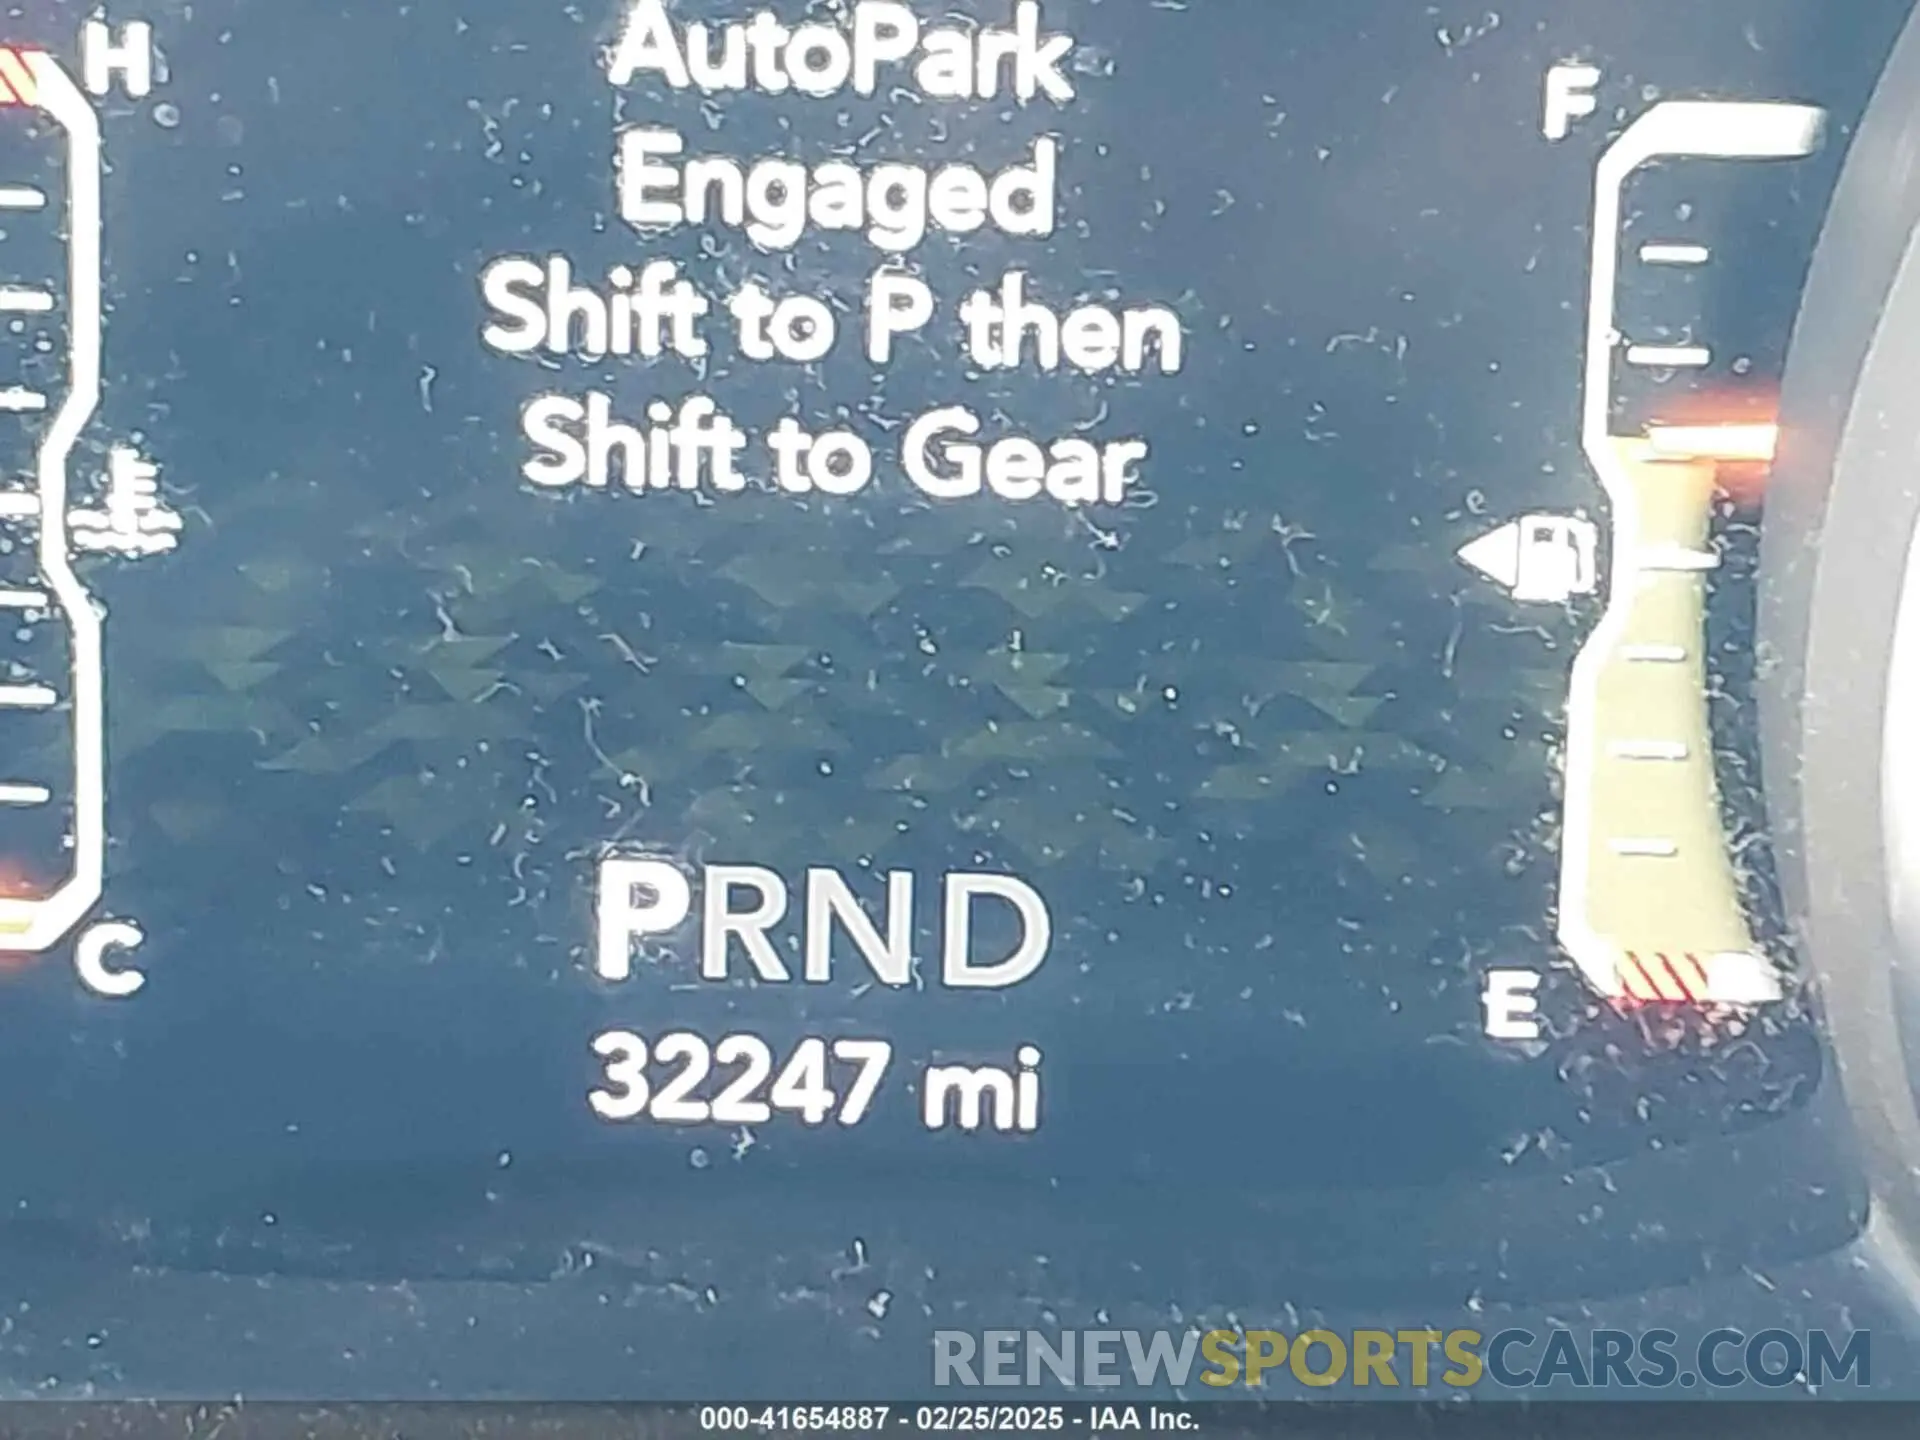 H
AutoPark
Engaged
Shift to P then
Shift to Gear
F
PRND
C
E
32247 mi
RENEWSPORTSCARS.COM
000-41654887 - 02/25/2025 - IAA Inc.